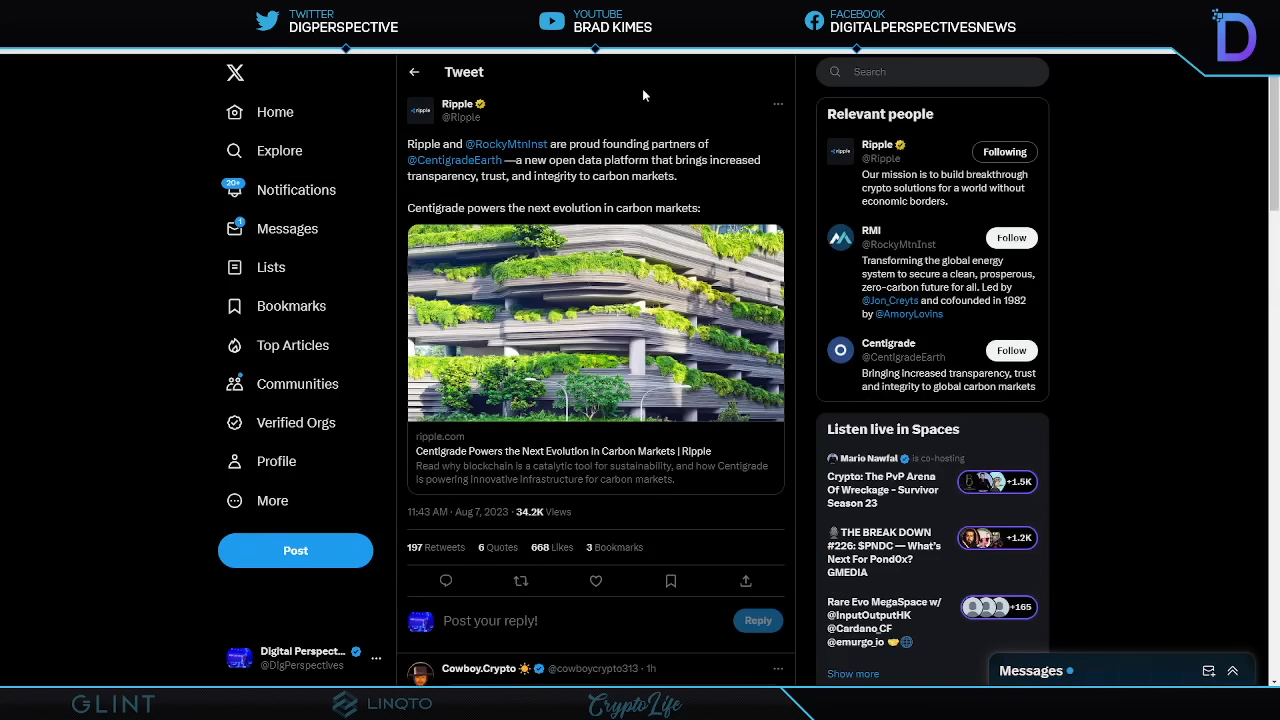 TWITTER
DIGPERSPECTIVE
YOUTUBE
BRAD KIMES
FACEBOOK
DIGITALPERSPECTIVESNEWS
D
Home
Explore
20+
Notifications
1
Messages
Lists
Bookmarks
Top Articles
Communities
Verified Orgs
Profile
More
Post
Digital Perspect...
@DigPerspectives
Tweet
ripple
Ripple
@Ripple
Ripple and @RockyMtnInst are proud founding partners of
@CentigradeEarth —a new open data platform that brings increased
transparency, trust, and integrity to carbon markets.
Centigrade powers the next evolution in carbon markets:
ripple.com
Centigrade Powers the Next Evolution in Carbon Markets | Ripple
Read why blockchain is a catalytic tool for sustainability, and how Centigrade
is powering innovative infrastructure for carbon markets.
11:43 AM · Aug 7, 2023 · 34.2K Views
197 Retweets 6 Quotes 668 Likes 3 Bookmarks
Post your reply!
Reply
Cowboy.Crypto @cowboycrypto313 · 1h
Search
Relevant people
ripple
Ripple
@Ripple
Following
Our mission is to build breakthrough
crypto solutions for a world without
economic borders.
RMI
@RockyMtnInst
Follow
Transforming the global energy
system to secure a clean, prosperous,
zero-carbon future for all. Led by
@Jon_Creyts and cofounded in 1982
by @AmoryLovins
Centigrade
@CentigradeEarth
Follow
Bringing increased transparency, trust
and integrity to global carbon markets
Listen live in Spaces
Mario Nawfal is co-hosting
Crypto: The PvP Arena
Of Wreckage - Survivor
Season 23
+1.5K
THE BREAK DOWN
#226: $PNDC — What's
Next For Pond0x?
GMEDIA
+1.2K
Rare Evo MegaSpace w/
@InputOutputHK
@Cardano_CF
@emurgo_io
+165
Show more
Messages
GLINT
LINQTO
CryptoLife